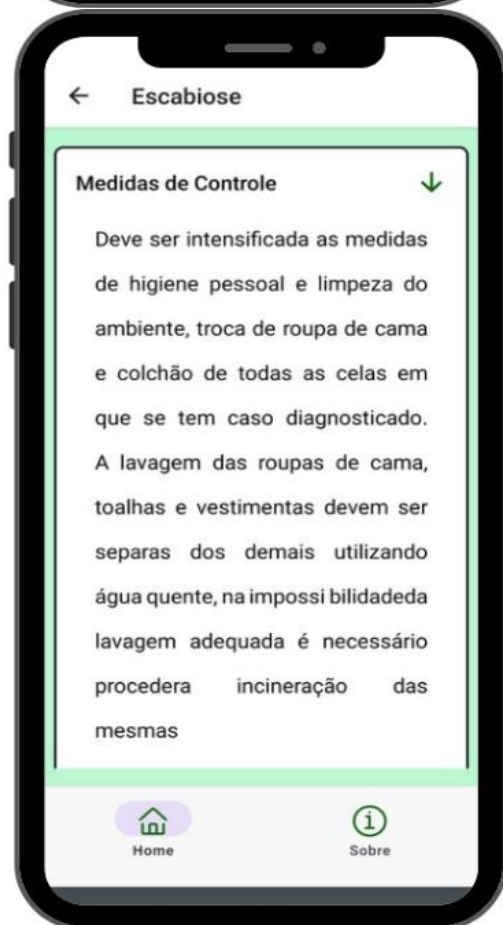 Escabiose
Medidas de Controle
Deve ser intensificada as medidas
de higiene pessoal e limpeza do
ambiente, troca de roupa de cama
e colchão de todas as celas em
que se tem caso diagnosticado.
A lavagem das roupas de cama,
toalhas e vestimentas devem ser
separas dos demais utilizando
água quente, na impossi bilidadeda
lavagem adequada é necessário
procedera incineração das
mesmas
Home
Sobre